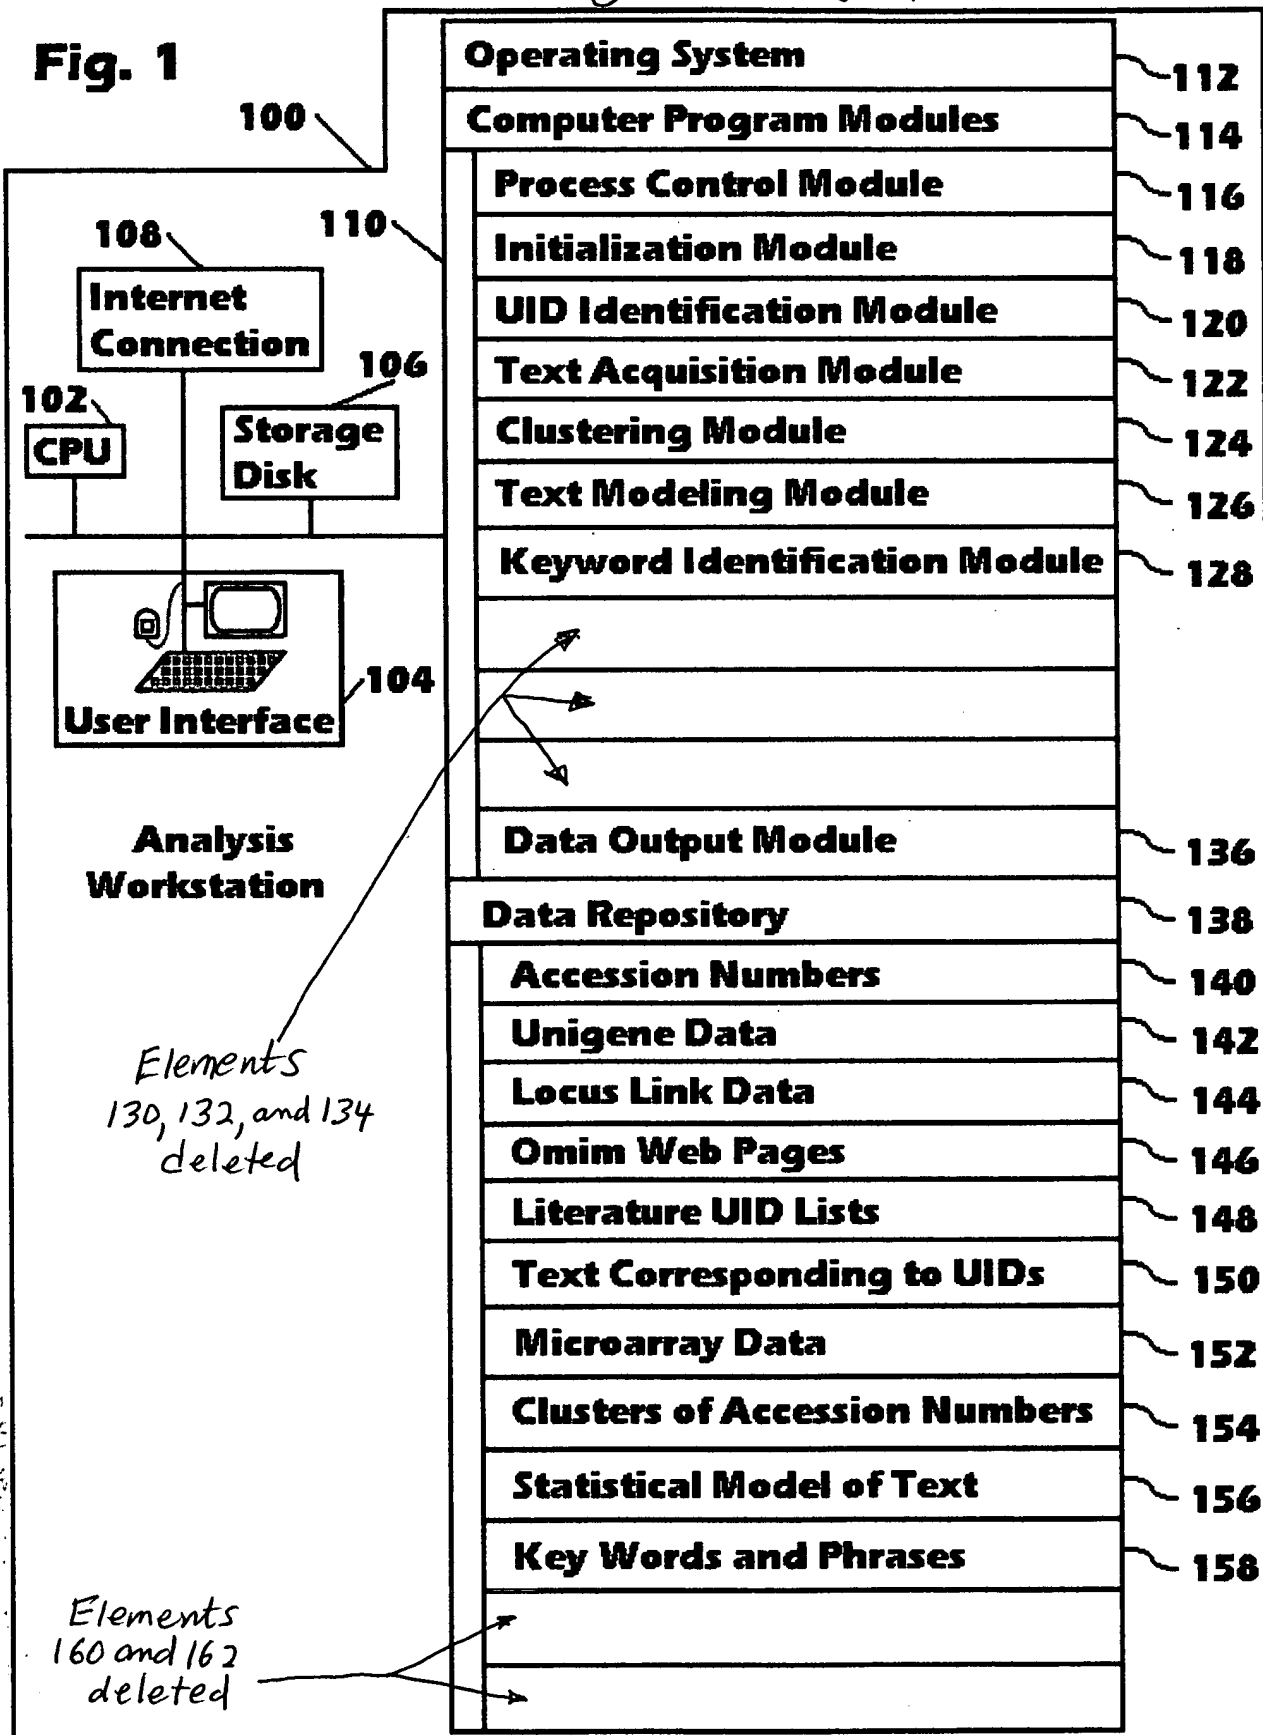 Fig. 1
100
108
Internet
Connection
106
Storage
Disk
102
CPU
104
User Interface
Analysis
Workstation
110
Operating System 112
Computer Program Modules 114
Process Control Module 116
Initialization Module 118
UID Identification Module 120
Text Acquisition Module 122
Clustering Module 124
Text Modeling Module 126
Keyword Identification Module 128
Elements
130, 132, and 134
deleted
Data Output Module 136
Data Repository 138
Accession Numbers 140
Unigene Data 142
Locus Link Data 144
Omim Web Pages 146
Literature UID Lists 148
Text Corresponding to UIDs 150
Microarray Data 152
Clusters of Accession Numbers 154
Statistical Model of Text 156
Key Words and Phrases 158
Elements
160 and 162
deleted